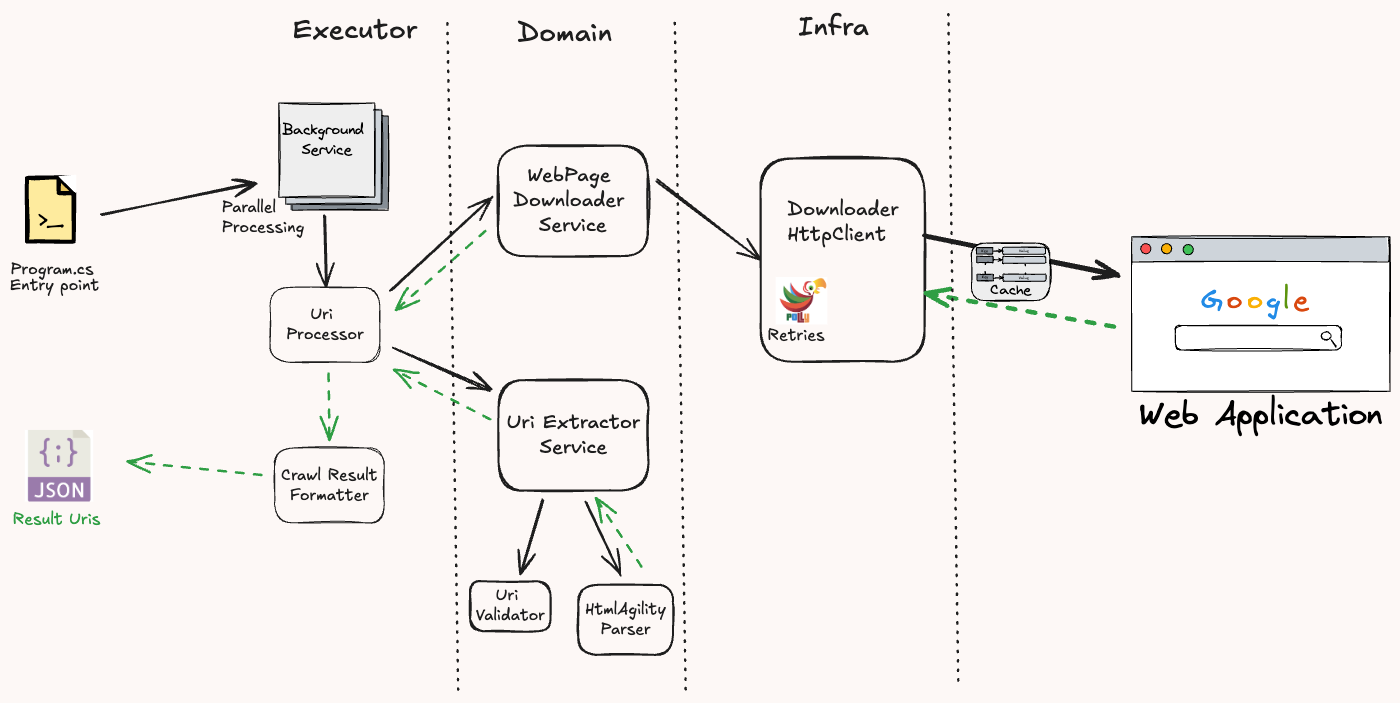 Executor
Domain
Infra
Background
Service
Parallel
Processing
Program.cs
Entry point
Uri
Processor
Crawl Result
Formatter
{;}
JSON
Result Uris
WebPage
Downloader
Service
Uri Extractor
Service
Uri
Validator
HtmlAgility
Parser
Downloader
HttpClient
Polly
Retries
Cache
Google
Web Application